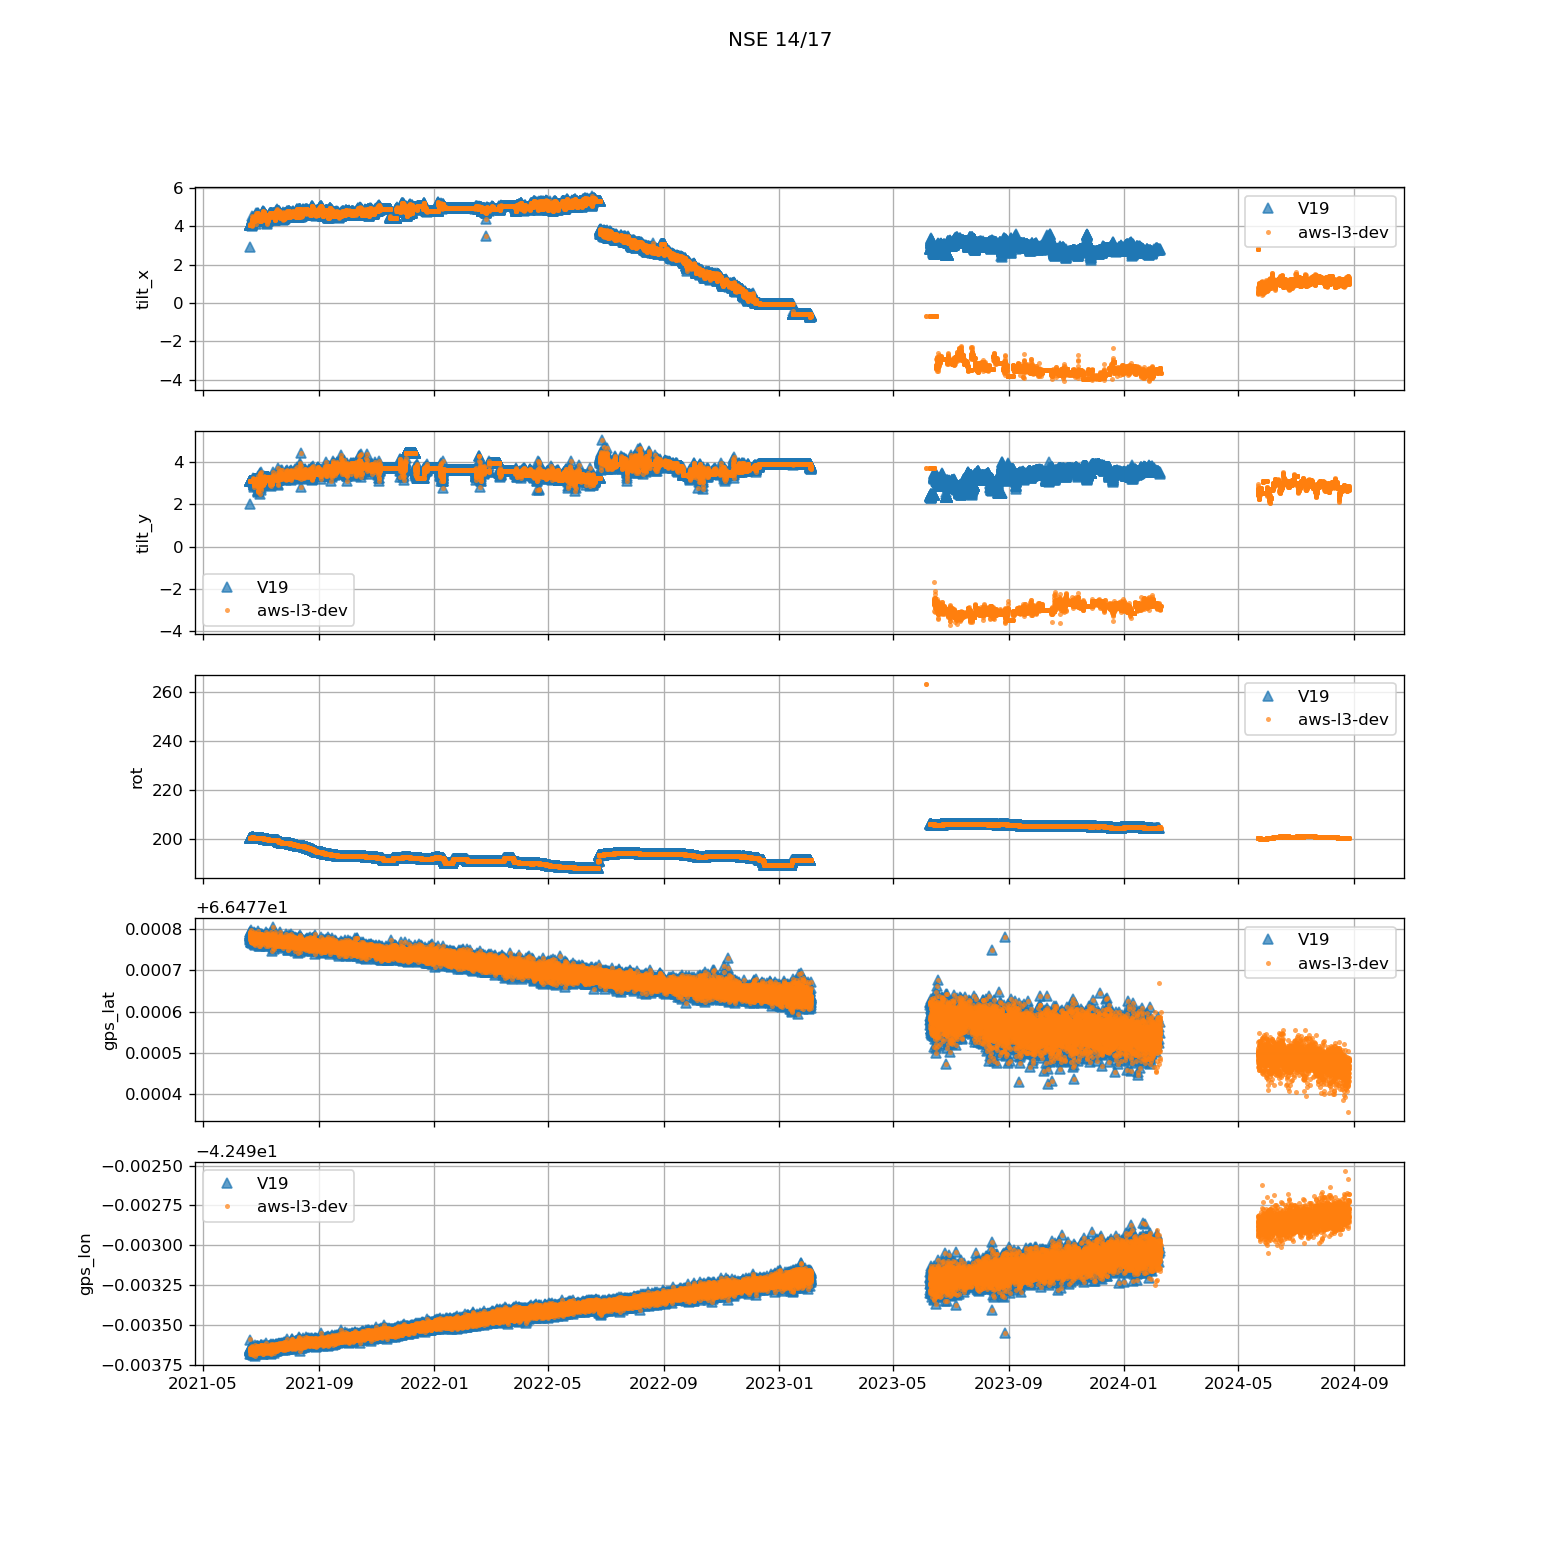 NSE 14/17
6
4
2
0
−2
−4
tilt_x
V19
aws-l3-dev
4
2
0
−2
−4
tilt_y
V19
aws-l3-dev
260
240
220
200
rot
V19
aws-l3-dev
+6.6477e1
0.0008
0.0007
0.0006
0.0005
0.0004
gps_lat
V19
aws-l3-dev
−4.249e1
−0.00250
−0.00275
−0.00300
−0.00325
−0.00350
−0.00375
gps_lon
V19
aws-l3-dev
2021-05 2021-09 2022-01 2022-05 2022-09 2023-01 2023-05 2023-09 2024-01 2024-05 2024-09